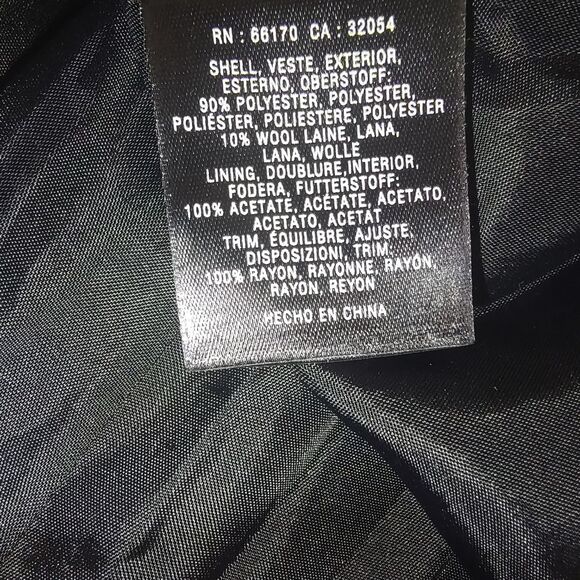 RN : 66170 CA : 32054
SHELL, VESTE, EXTERIOR,
ESTERNO, OBERSTOFF:
90% POLYESTER, POLYESTER,
POLIÉSTER, POLIESTERE, POLYESTER
10% WOOL LAINE, LANA,
LANA, WOLLE
LINING, DOUBLURE,INTERIOR,
FODERA, FUTTERSTOFF:
100% ACETATE, ACÉTATE, ACETATO,
ACETATO, ACETAT
TRIM, ÉQUILIBRE, AJUSTE,
DISPOSIZIONI, TRIM,
100% RAYON, RAYONNE, RAYÓN,
RAYON, REYON
HECHO EN CHINA